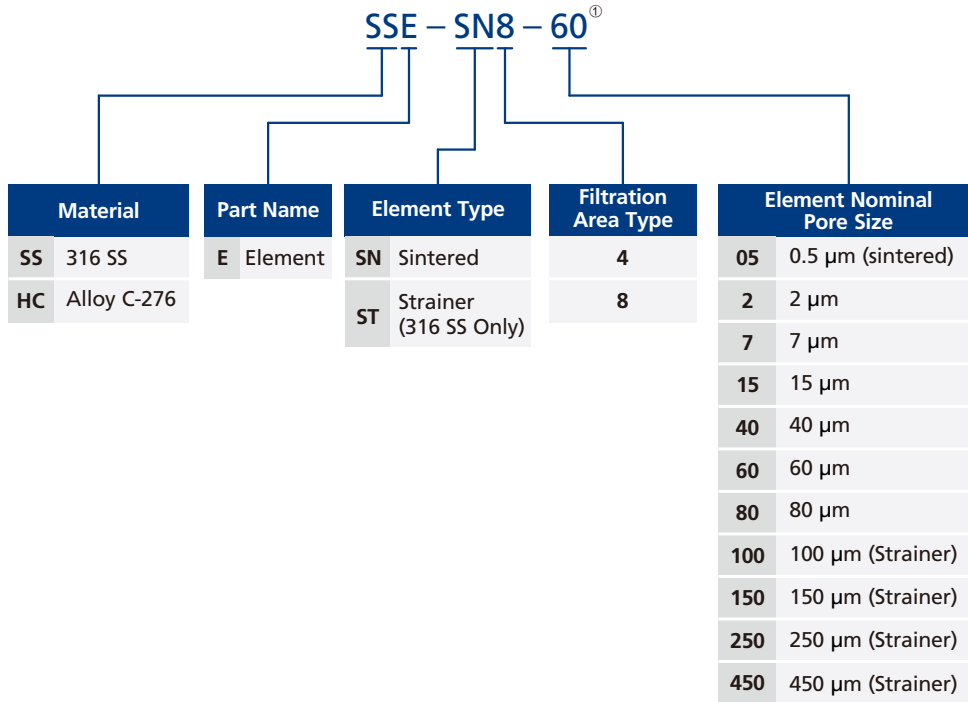 SSE – SN8 – 60①
Material
SS 316 SS
HC Alloy C-276
Part Name
E Element
Element Type
SN Sintered
ST Strainer
(316 SS Only)
Filtration
Area Type
4
8
Element Nominal
Pore Size
05 0.5 µm (sintered)
2 2 µm
7 7 µm
15 15 µm
40 40 µm
60 60 µm
80 80 µm
100 100 µm (Strainer)
150 150 µm (Strainer)
250 250 µm (Strainer)
450 450 µm (Strainer)